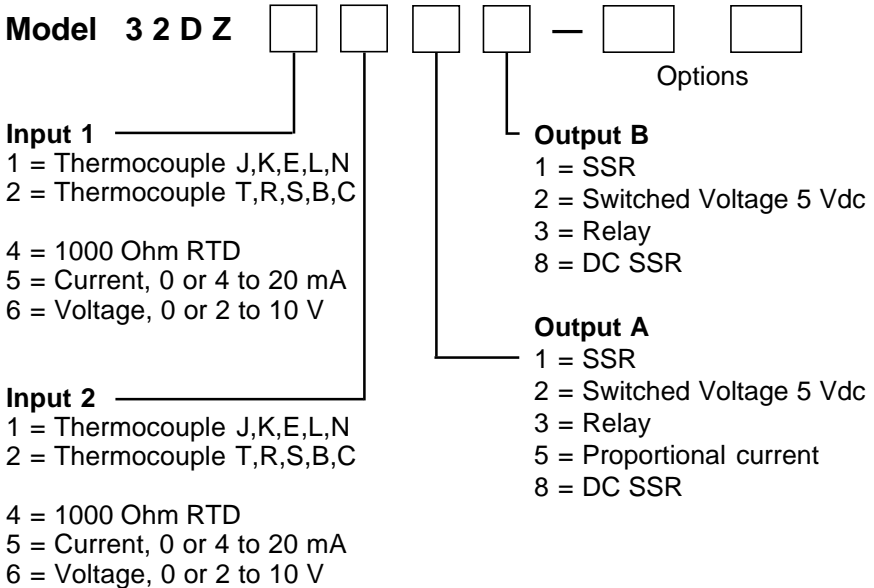 Model 3 2 D Z —
Options
Input 1
1 = Thermocouple J,K,E,L,N
2 = Thermocouple T,R,S,B,C
4 = 1000 Ohm RTD
5 = Current, 0 or 4 to 20 mA
6 = Voltage, 0 or 2 to 10 V
Input 2
1 = Thermocouple J,K,E,L,N
2 = Thermocouple T,R,S,B,C
4 = 1000 Ohm RTD
5 = Current, 0 or 4 to 20 mA
6 = Voltage, 0 or 2 to 10 V
Output B
1 = SSR
2 = Switched Voltage 5 Vdc
3 = Relay
8 = DC SSR
Output A
1 = SSR
2 = Switched Voltage 5 Vdc
3 = Relay
5 = Proportional current
8 = DC SSR